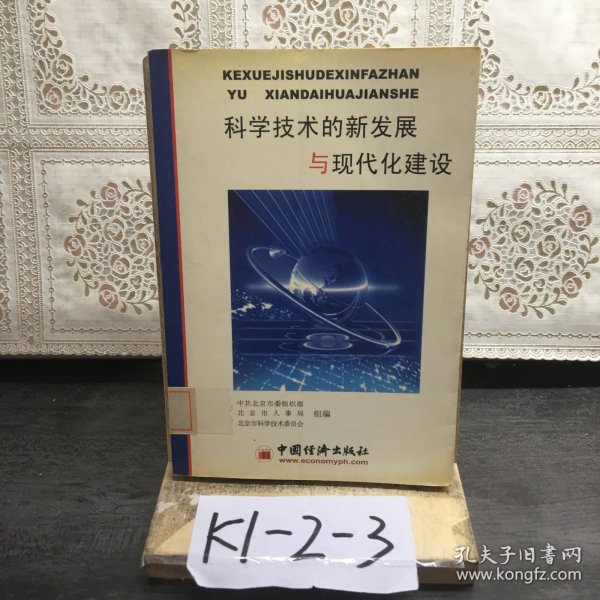 KEXUEJISHUDEXINFAZHAN
YU XIANDAIHUAJIANSHE
科学技术的新发展
与现代化建设
中共北京市委组织部
北京市人事局 组编
北京市科学技术委员会
中国经济出版社
www.economyph.com
K1-2-3
孔夫子旧书网
www.kongfz.com